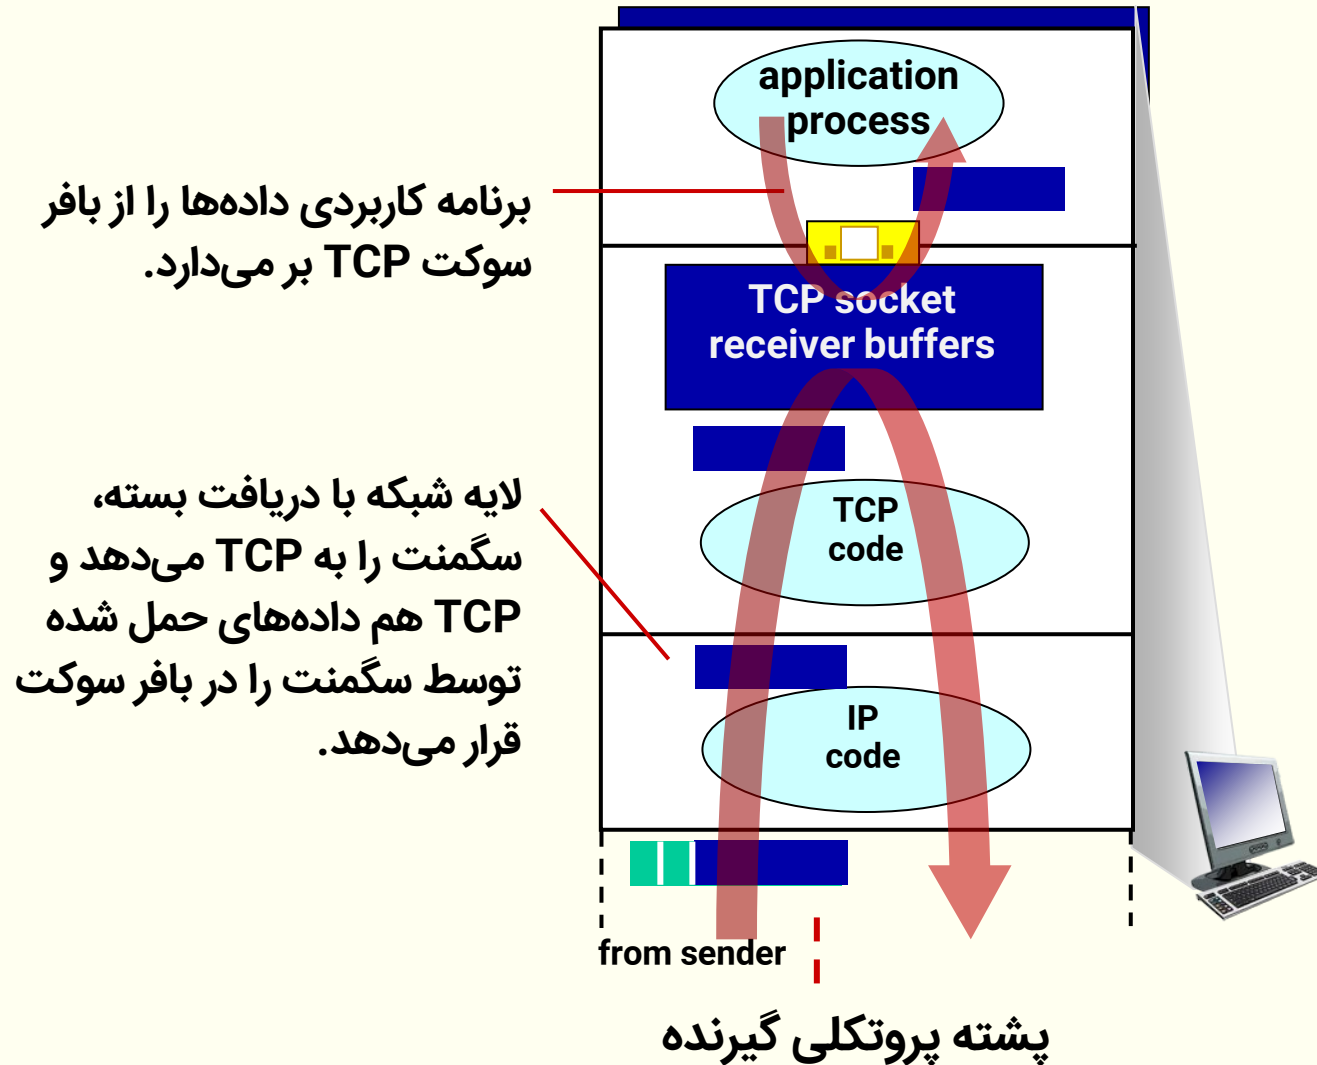 application
process
برنامه کاربردی داده‌ها را از بافر
سوکت TCP بر می‌دارد.
TCP socket
receiver buffers
لایه شبکه با دریافت بسته،
سگمنت را به TCP می‌دهد و
TCP هم داده‌های حمل شده
توسط سگمنت را در بافر سوکت
قرار می‌دهد.
TCP
code
IP
code
from sender
پشته پروتکلی گیرنده